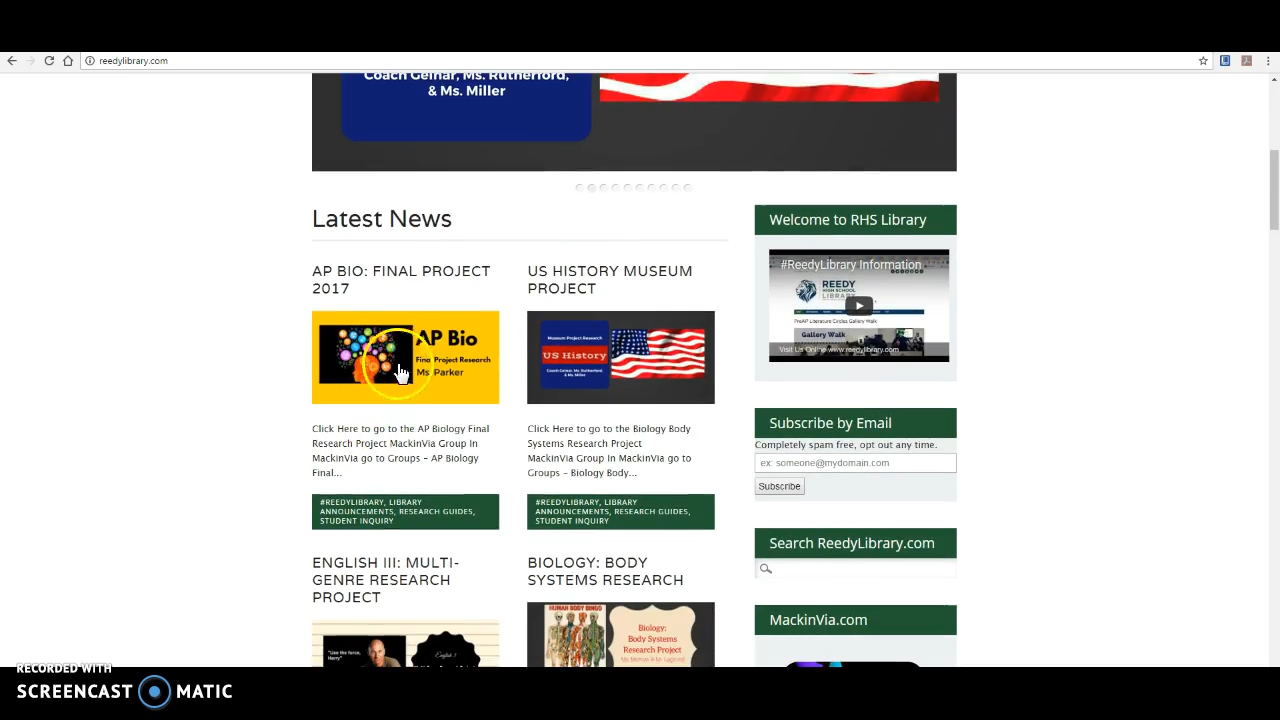 reedylibrary.com
Coach Gelnar, Ms. Rutherford,
& Ms. Miller
Latest News
AP BIO: FINAL PROJECT
2017
AP Bio
Final Project Research
Ms. Parker
Click Here to go to the AP Biology Final
Research Project MackinVia Group In
MackinVia go to Groups – AP Biology
Final...
#REEDYLIBRARY, LIBRARY
ANNOUNCEMENTS, RESEARCH GUIDES,
STUDENT INQUIRY
US HISTORY MUSEUM
PROJECT
Museum Project Research
US History
Coach Gelnar, Ms. Rutherford,
& Ms. Miller
Click Here to go to the Biology Body
Systems Research Project
MackinVia Group In MackinVia go to
Groups – Biology Body...
#REEDYLIBRARY, LIBRARY
ANNOUNCEMENTS, RESEARCH GUIDES,
STUDENT INQUIRY
ENGLISH III: MULTI-
GENRE RESEARCH
PROJECT
"Use the force,
Harry"
English 3
BIOLOGY: BODY
SYSTEMS RESEARCH
HUMAN BODY BINGO
Biology:
Body Systems
Research Project
Welcome to RHS Library
#ReedyLibrary Information
REEDY
HIGH SCHOOL
LIBRARY
PreAP Literature Circles Gallery Walk
Gallery Walk
Visit Us Online www.reedylibrary.com
Subscribe by Email
Completely spam free, opt out any time.
ex: someone@mydomain.com
Subscribe
Search ReedyLibrary.com
MackinVia.com
RECORDED WITH
SCREENCAST MATIC